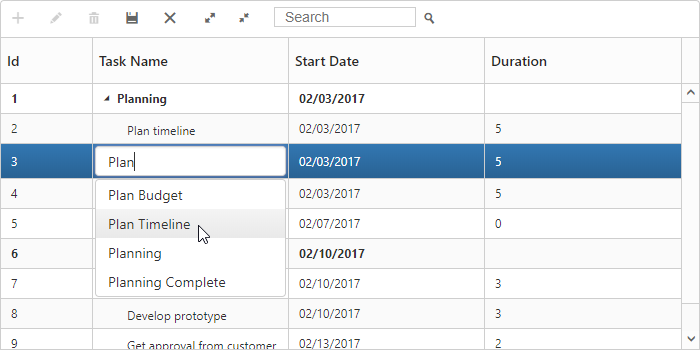 Search
Id Task Name Start Date Duration
1 Planning 02/03/2017
2 Plan timeline 02/03/2017 5
3 Plan 02/03/2017 5
4 Plan Budget 02/03/2017 5
5 Plan Timeline 02/07/2017 0
6 Planning 02/10/2017
7 Planning Complete 02/10/2017 3
8 Develop prototype 02/10/2017 3
9 Get approval from customer 02/13/2017 2